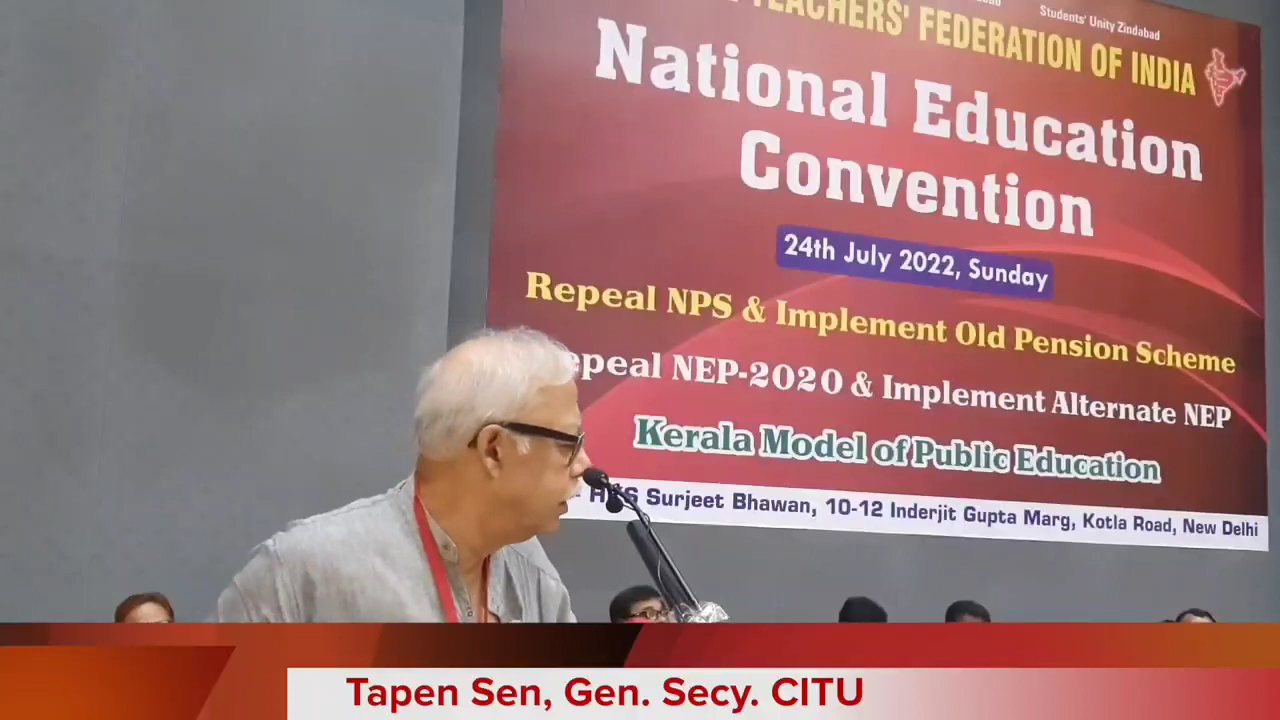 Students' Unity Zindabad
TEACHERS' FEDERATION OF INDIA
National Education
Convention
24th July 2022, Sunday
Repeal NPS & Implement Old Pension Scheme
epeal NEP-2020 & Implement Alternate NEP
Kerala Model of Public Education
Surjeet Bhawan, 10-12 Inderjit Gupta Marg, Kotla Road, New Delhi
Tapen Sen, Gen. Secy. CITU